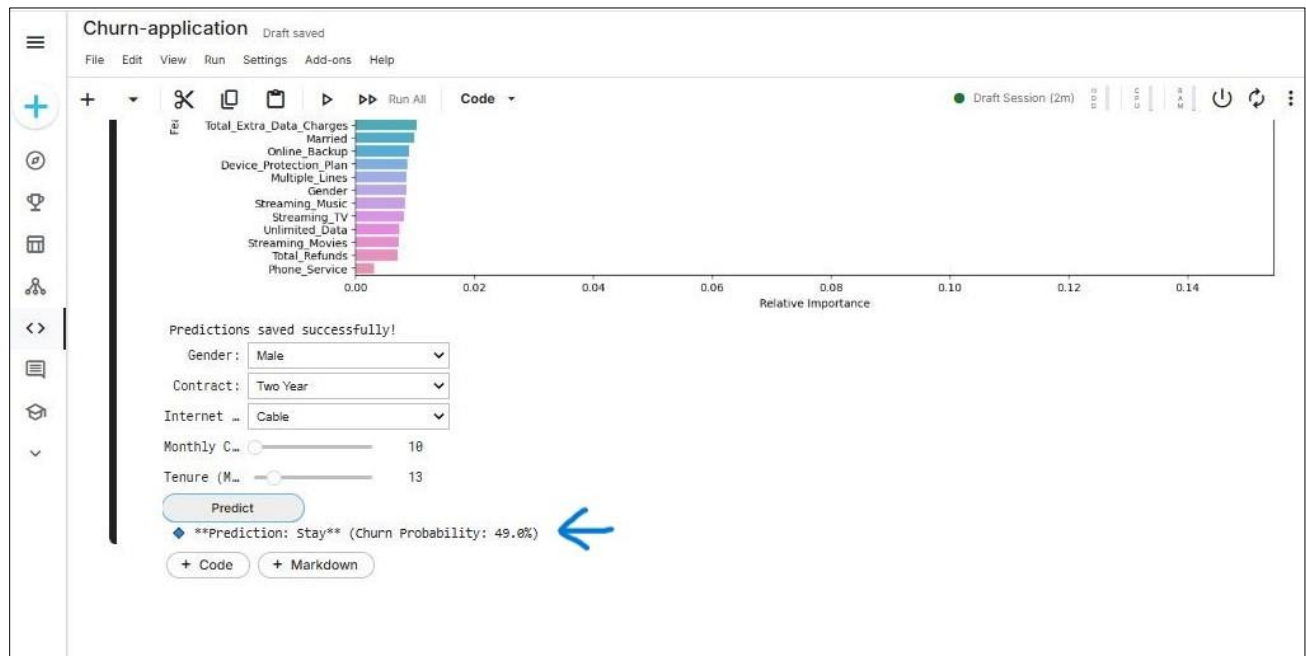 Churn-application Draft saved
File Edit View Run Settings Add-ons Help
Run All Code Draft Session (2m)
Total_Extra_Data_Charges
Married
Online_Backup
Device_Protection_Plan
Multiple_Lines
Gender
Streaming_Music
Streaming_TV
Unlimited_Data
Streaming_Movies
Total_Refunds
Phone_Service
0.00 0.02 0.04 0.06 0.08 0.10 0.12 0.14
Relative Importance
Predictions saved successfully!
Gender: Male
Contract: Two Year
Internet … Cable
Monthly C… 10
Tenure (M… 13
Predict
**Prediction: Stay** (Churn Probability: 49.0%)
+ Code + Markdown